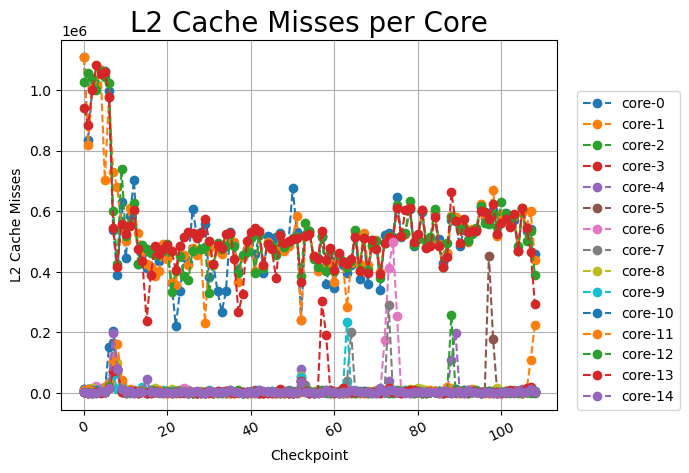 L2 Cache Misses per Core
1e6
1.0
0.8
0.6
0.4
0.2
0.0
L2 Cache Misses
0
20
40
60
80
100
Checkpoint
core-0
core-1
core-2
core-3
core-4
core-5
core-6
core-7
core-8
core-9
core-10
core-11
core-12
core-13
core-14